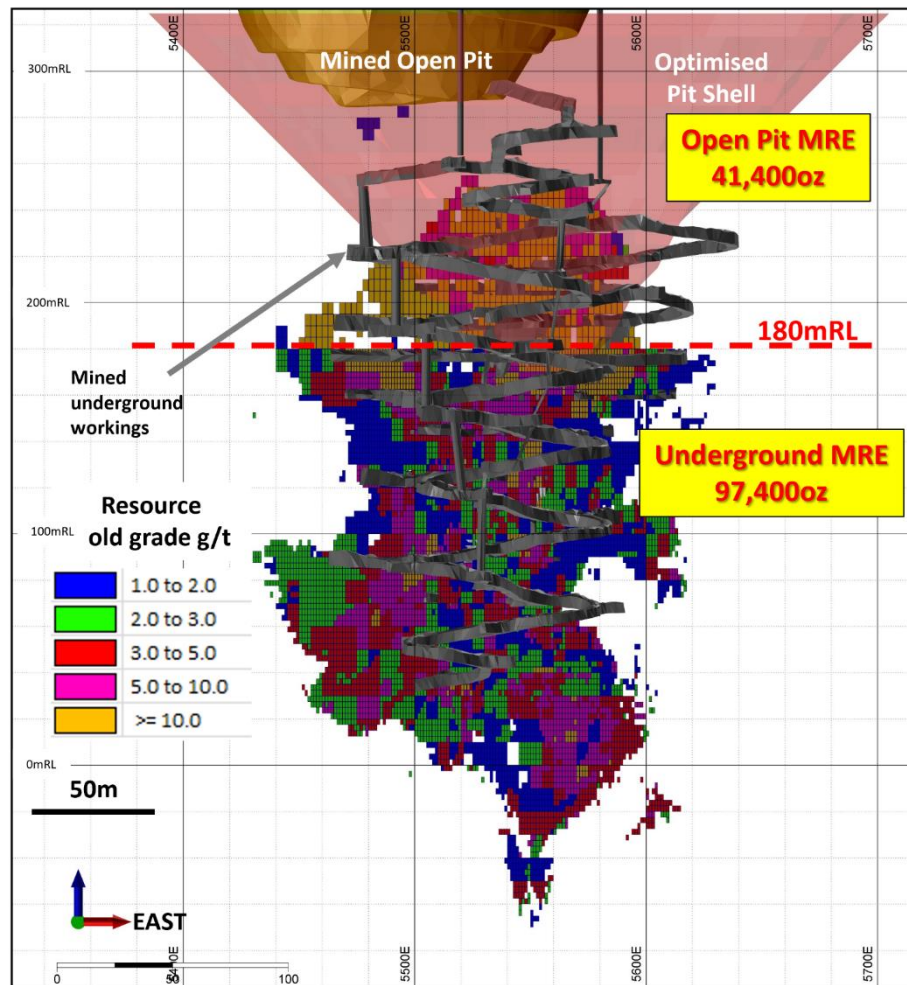 5400E
5500E
5600E
5700E
300mRL
Mined Open Pit
Optimised
Pit Shell
Open Pit MRE
41,400oz
200mRL
180mRL
Mined
underground
workings
Underground MRE
97,400oz
Resource
old grade g/t
100mRL
1.0 to 2.0
2.0 to 3.0
3.0 to 5.0
5.0 to 10.0
>= 10.0
0mRL
50m
EAST
5400E
5500E
5600E
5700E
0
50
100